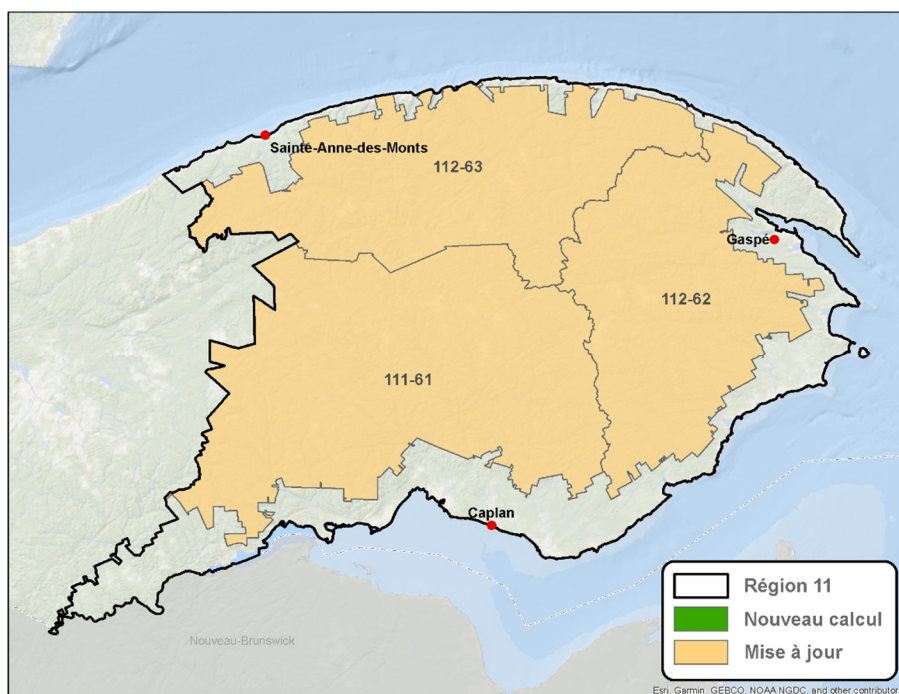 Sainte-Anne-des-Monts
112-63
Gaspé
112-62
111-61
Caplan
Nouveau-Brunswick
Région 11
Nouveau calcul
Mise à jour
Esri, Garmin, GEBCO, NOAA NGDC, and other contributor